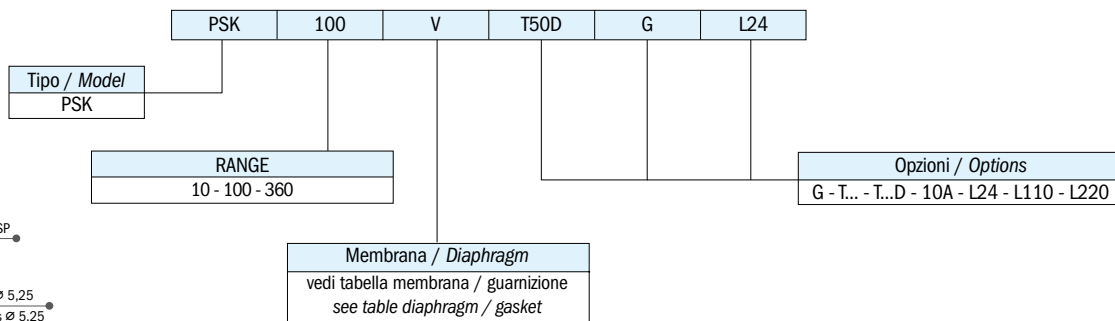 PSK 100 V T50D G L24
Tipo / Model
PSK
RANGE
10 - 100 - 360
Opzioni / Options
G - T... - T...D - 10A - L24 - L110 - L220
Membrana / Diaphragm
vedi tabella membrana / guarnizione
see table diaphragm / gasket
SP
Ø 5,25
s Ø 5,25